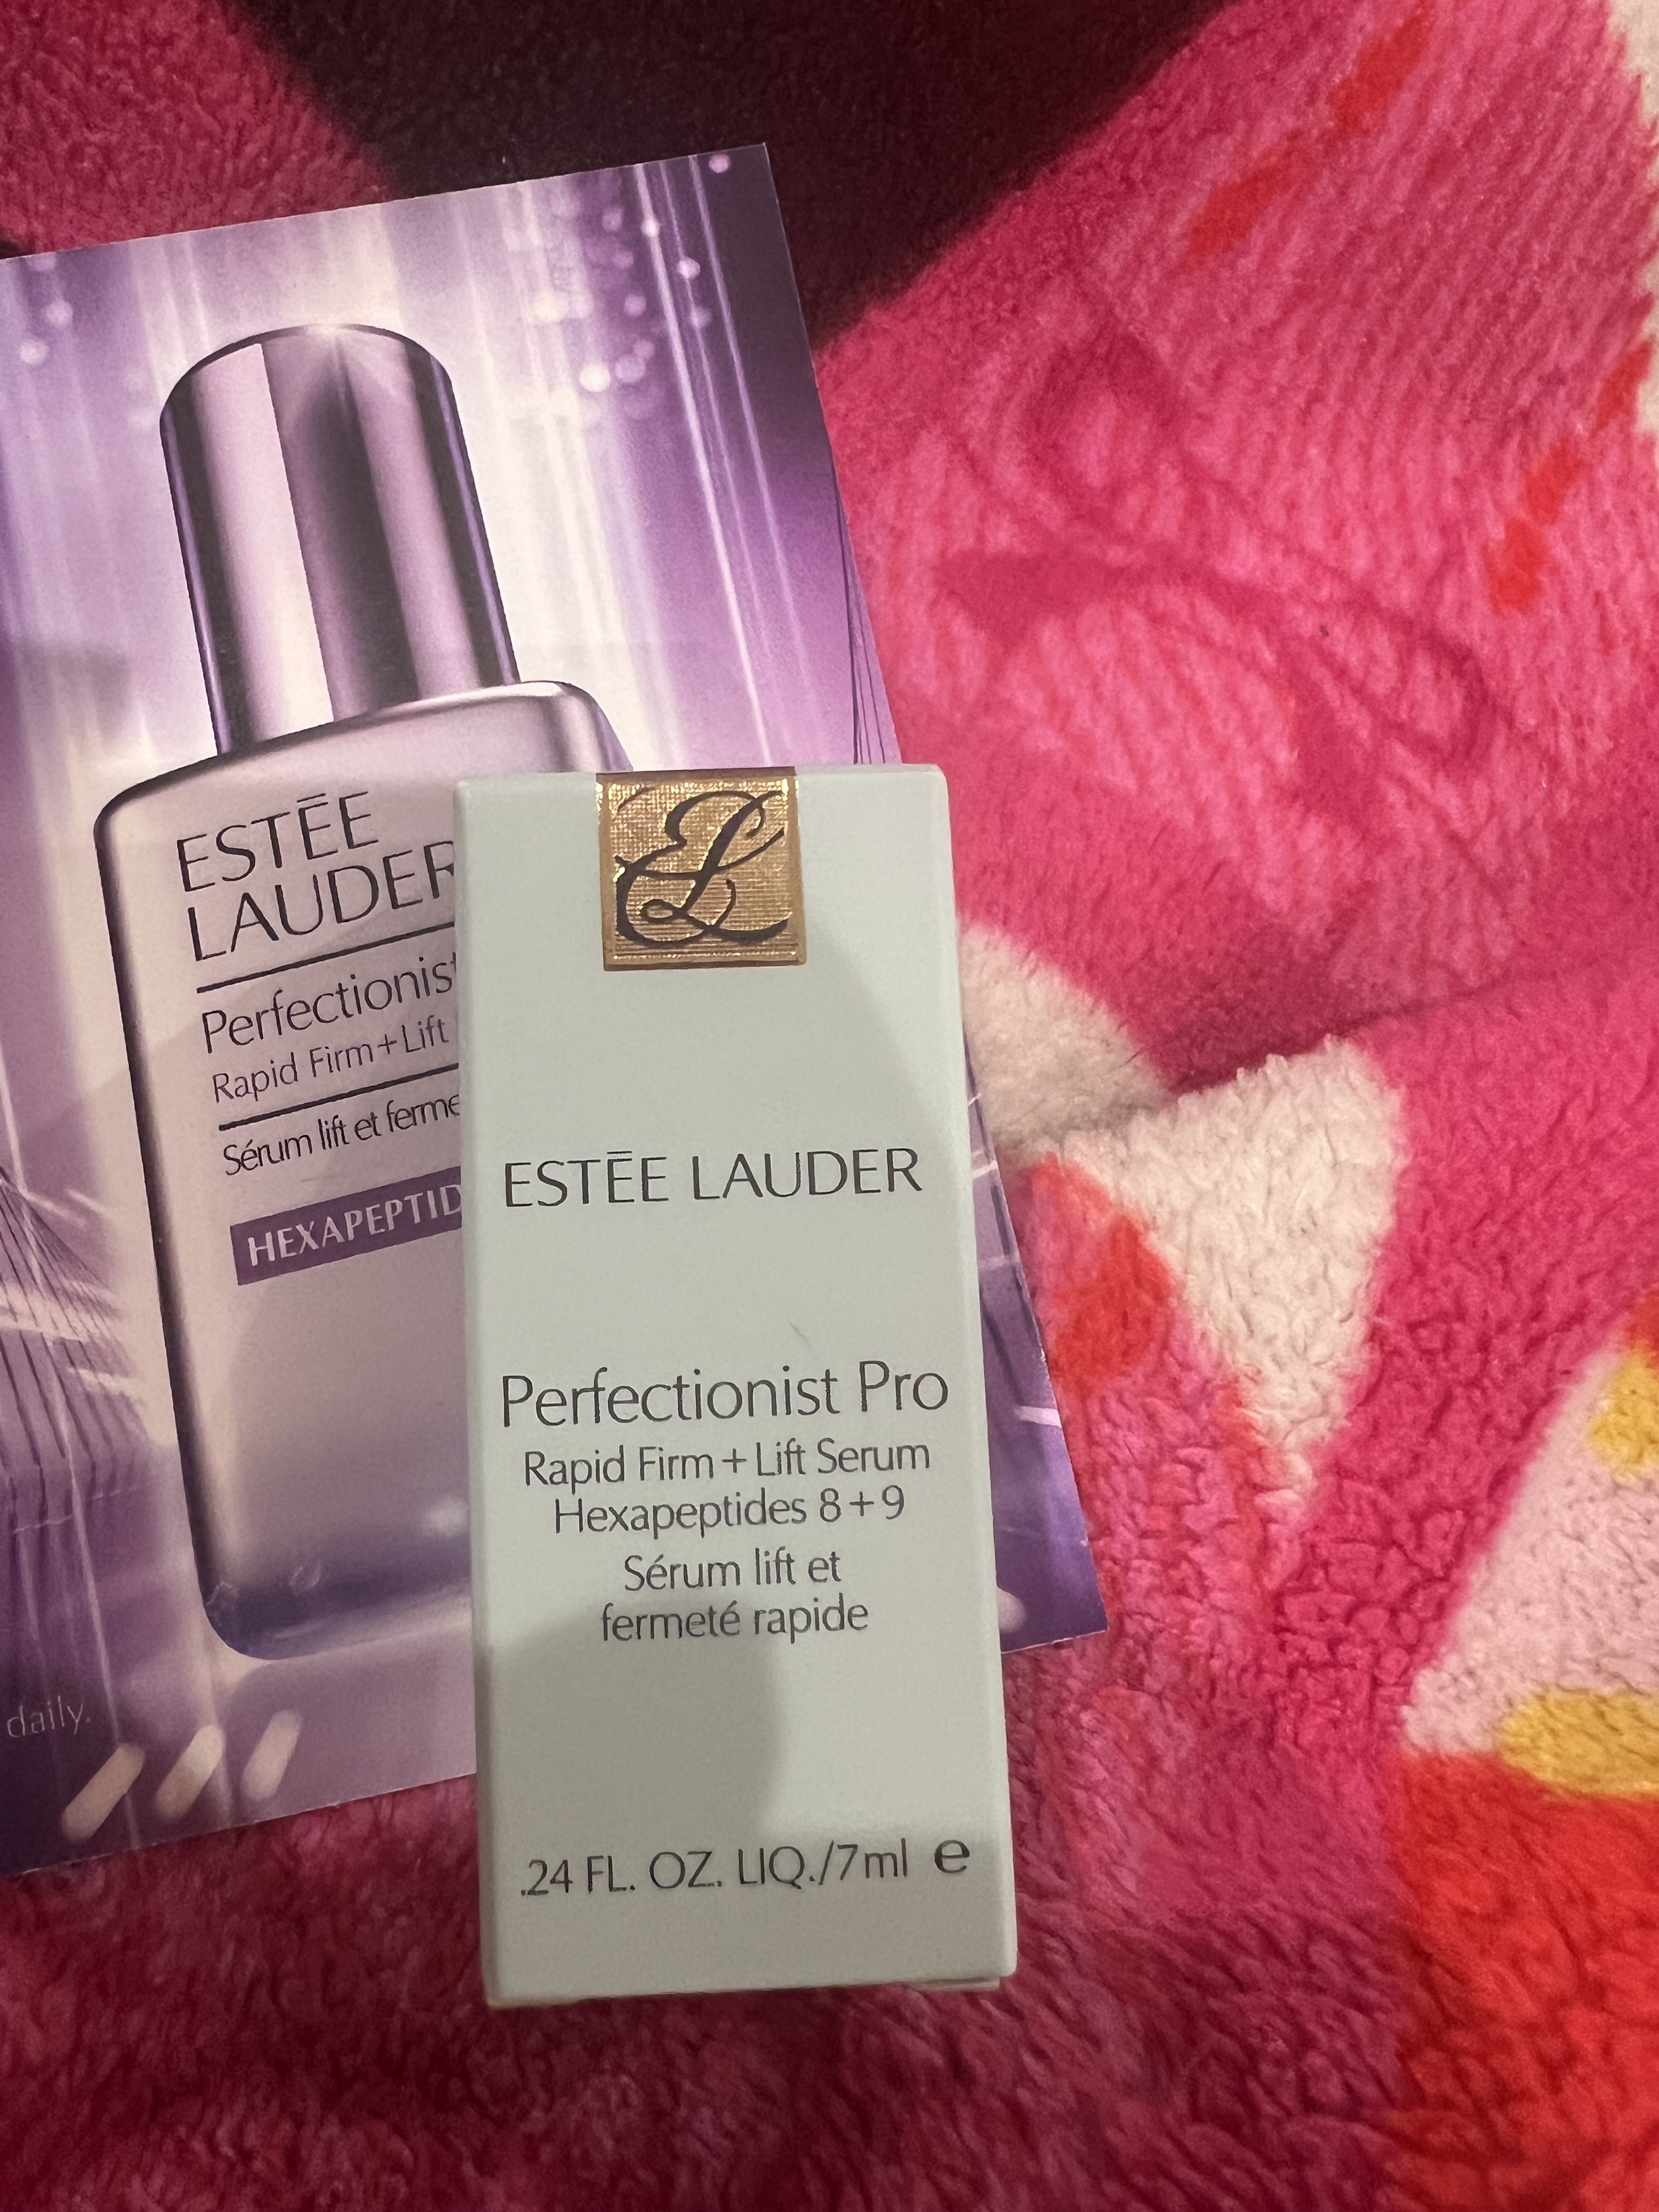 ESTĒE
LAUDER
Perfectionist
Rapid Firm+Lift
Sérum lift et ferme
HEXAPEPTID
daily.
EL
ESTĒE LAUDER
Perfectionist Pro
Rapid Firm+Lift Serum
Hexapeptides 8+9
Sérum lift et
fermeté rapide
.24 FL. OZ. LIQ./7ml e